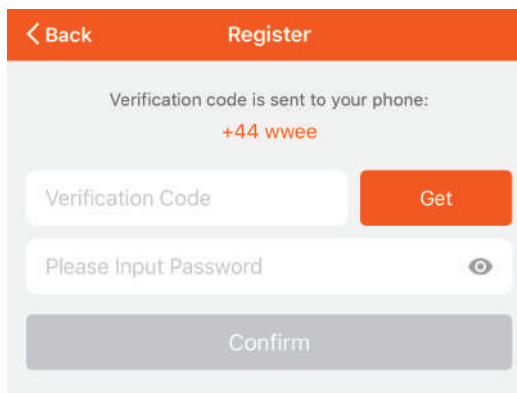 Back Register
Verification code is sent to your phone:
+44 wwee
Verification Code Get
Please Input Password
Confirm